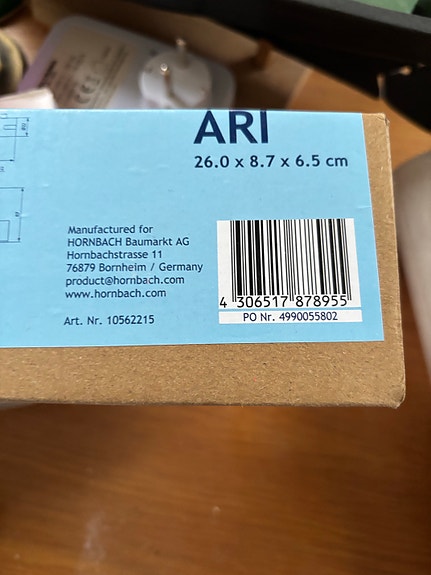 ARI
26.0 x 8.7 x 6.5 cm
Manufactured for
HORNBACH Baumarkt AG
Hornbachstrasse 11
76879 Bornheim / Germany
product@hornbach.com
www.hornbach.com
Art. Nr. 10562215
4 306517 878955
PO Nr. 4990055802